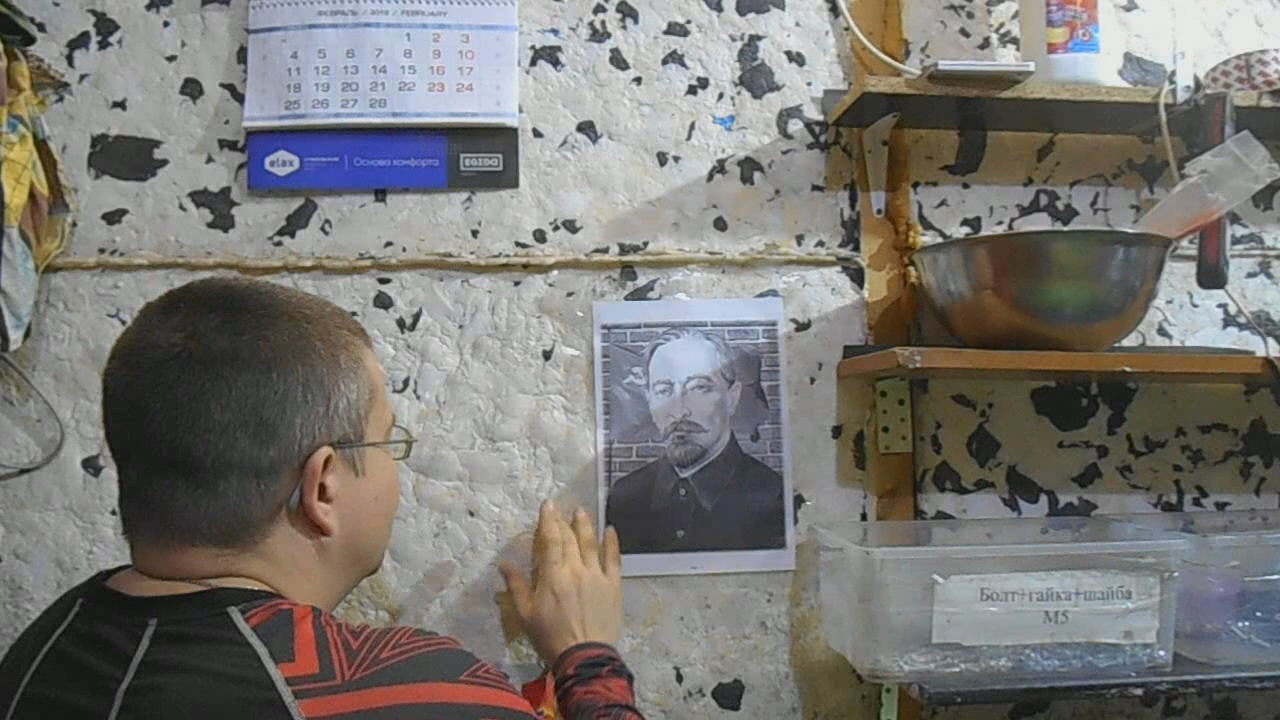 ФЕВРАЛЬ / 2019 / FEBRUARY
1 2 3
4 5 6 7 8 9 10
11 12 13 14 15 16 17
18 19 20 21 22 23 24
25 26 27 28
elax
Основа комфорта
EGIDA
Болт+гайка+шайба
М5